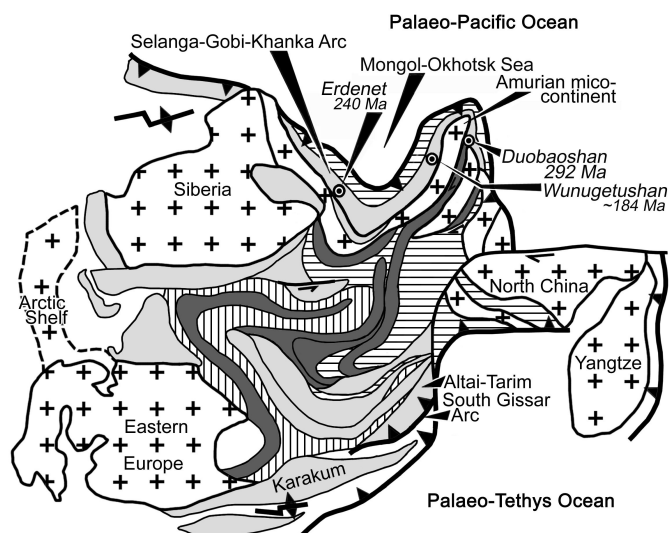 Palaeo-Pacific Ocean
Selanga-Gobi-Khanka Arc
Mongol-Okhotsk Sea
Erdenet
240 Ma
Amurian mico-
continent
Duobaoshan
292 Ma
Wunugetushan
~184 Ma
Siberia
Arctic
Shelf
North China
Yangtze
Altai-Tarim
South Gissar
Arc
Eastern
Europe
Karakum
Palaeo-Tethys Ocean